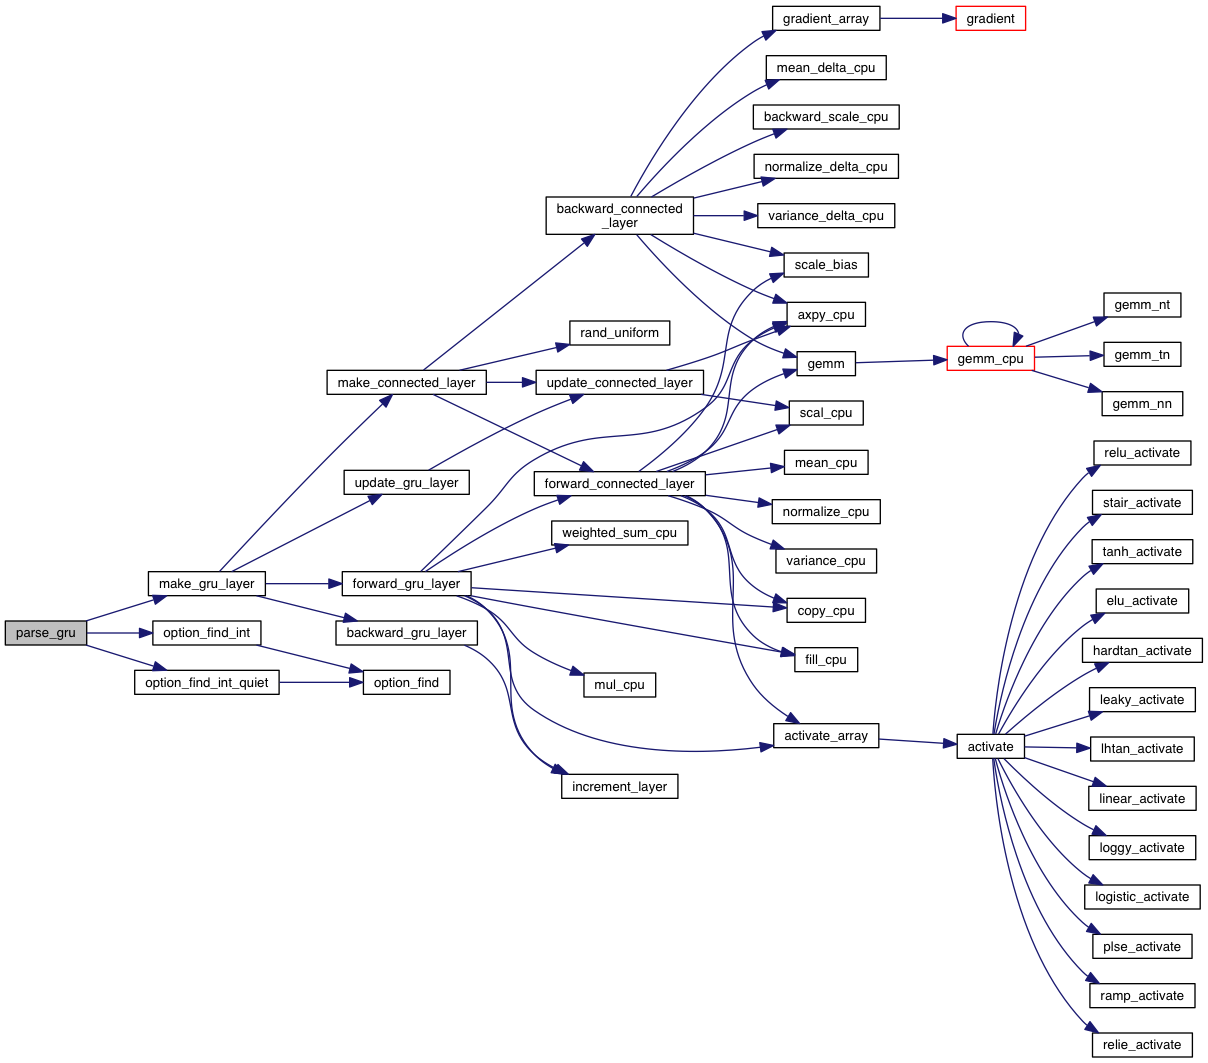 parse_gru
make_gru_layer
option_find_int
option_find_int_quiet
make_connected_layer
update_gru_layer
forward_gru_layer
backward_gru_layer
option_find
backward_connected
_layer
rand_uniform
update_connected_layer
forward_connected_layer
weighted_sum_cpu
mul_cpu
increment_layer
gradient_array
mean_delta_cpu
backward_scale_cpu
normalize_delta_cpu
variance_delta_cpu
scale_bias
axpy_cpu
gemm
scal_cpu
mean_cpu
normalize_cpu
variance_cpu
copy_cpu
fill_cpu
activate_array
gradient
gemm_cpu
activate
gemm_nt
gemm_tn
gemm_nn
relu_activate
stair_activate
tanh_activate
elu_activate
hardtan_activate
leaky_activate
lhtan_activate
linear_activate
loggy_activate
logistic_activate
plse_activate
ramp_activate
relie_activate